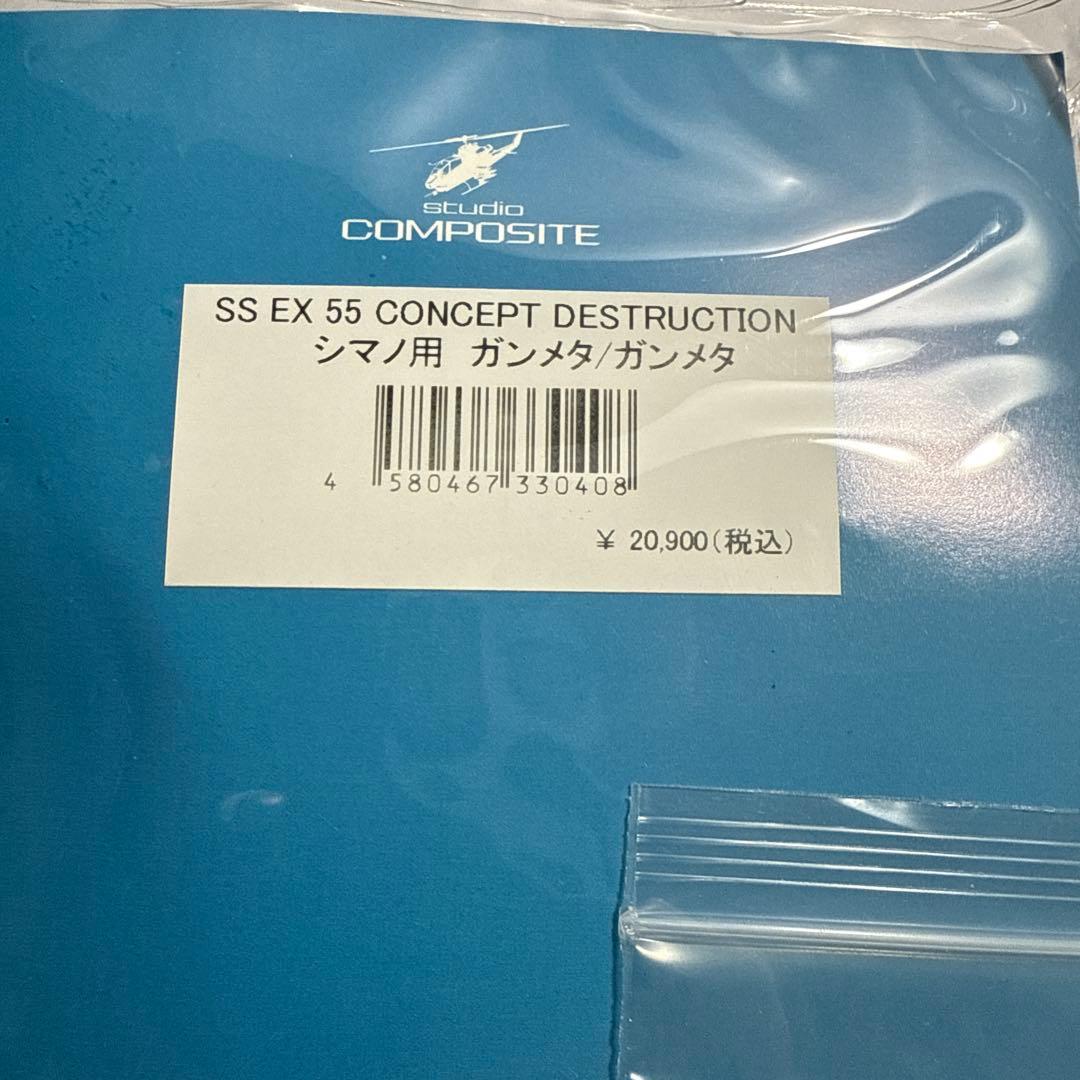 studio
COMPOSITE
SS EX 55 CONCEPT DESTRUCTION
シマノ用 ガンメタ/ガンメタ
4 580467 330408
¥ 20,900(税込)